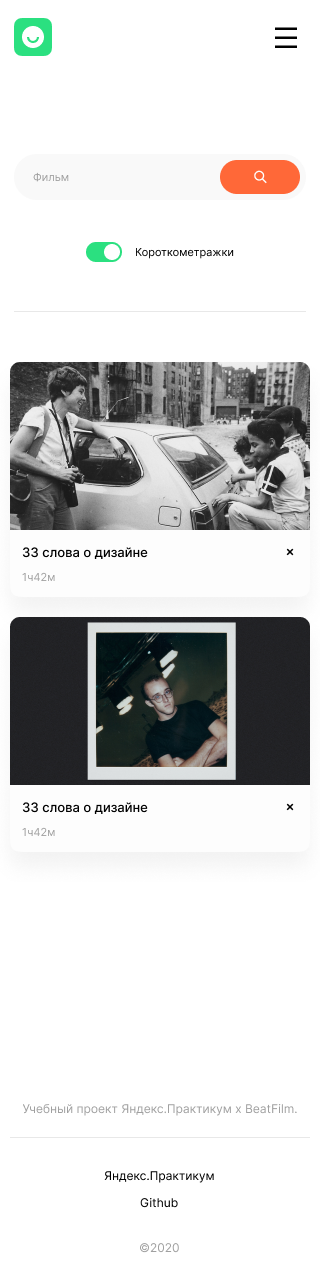 Фильм
Короткометражки
33 слова о дизайне
1ч42м
33 слова о дизайне
1ч42м
Учебный проект Яндекс.Практикум х BeatFilm.
Яндекс.Практикум
Github
©2020